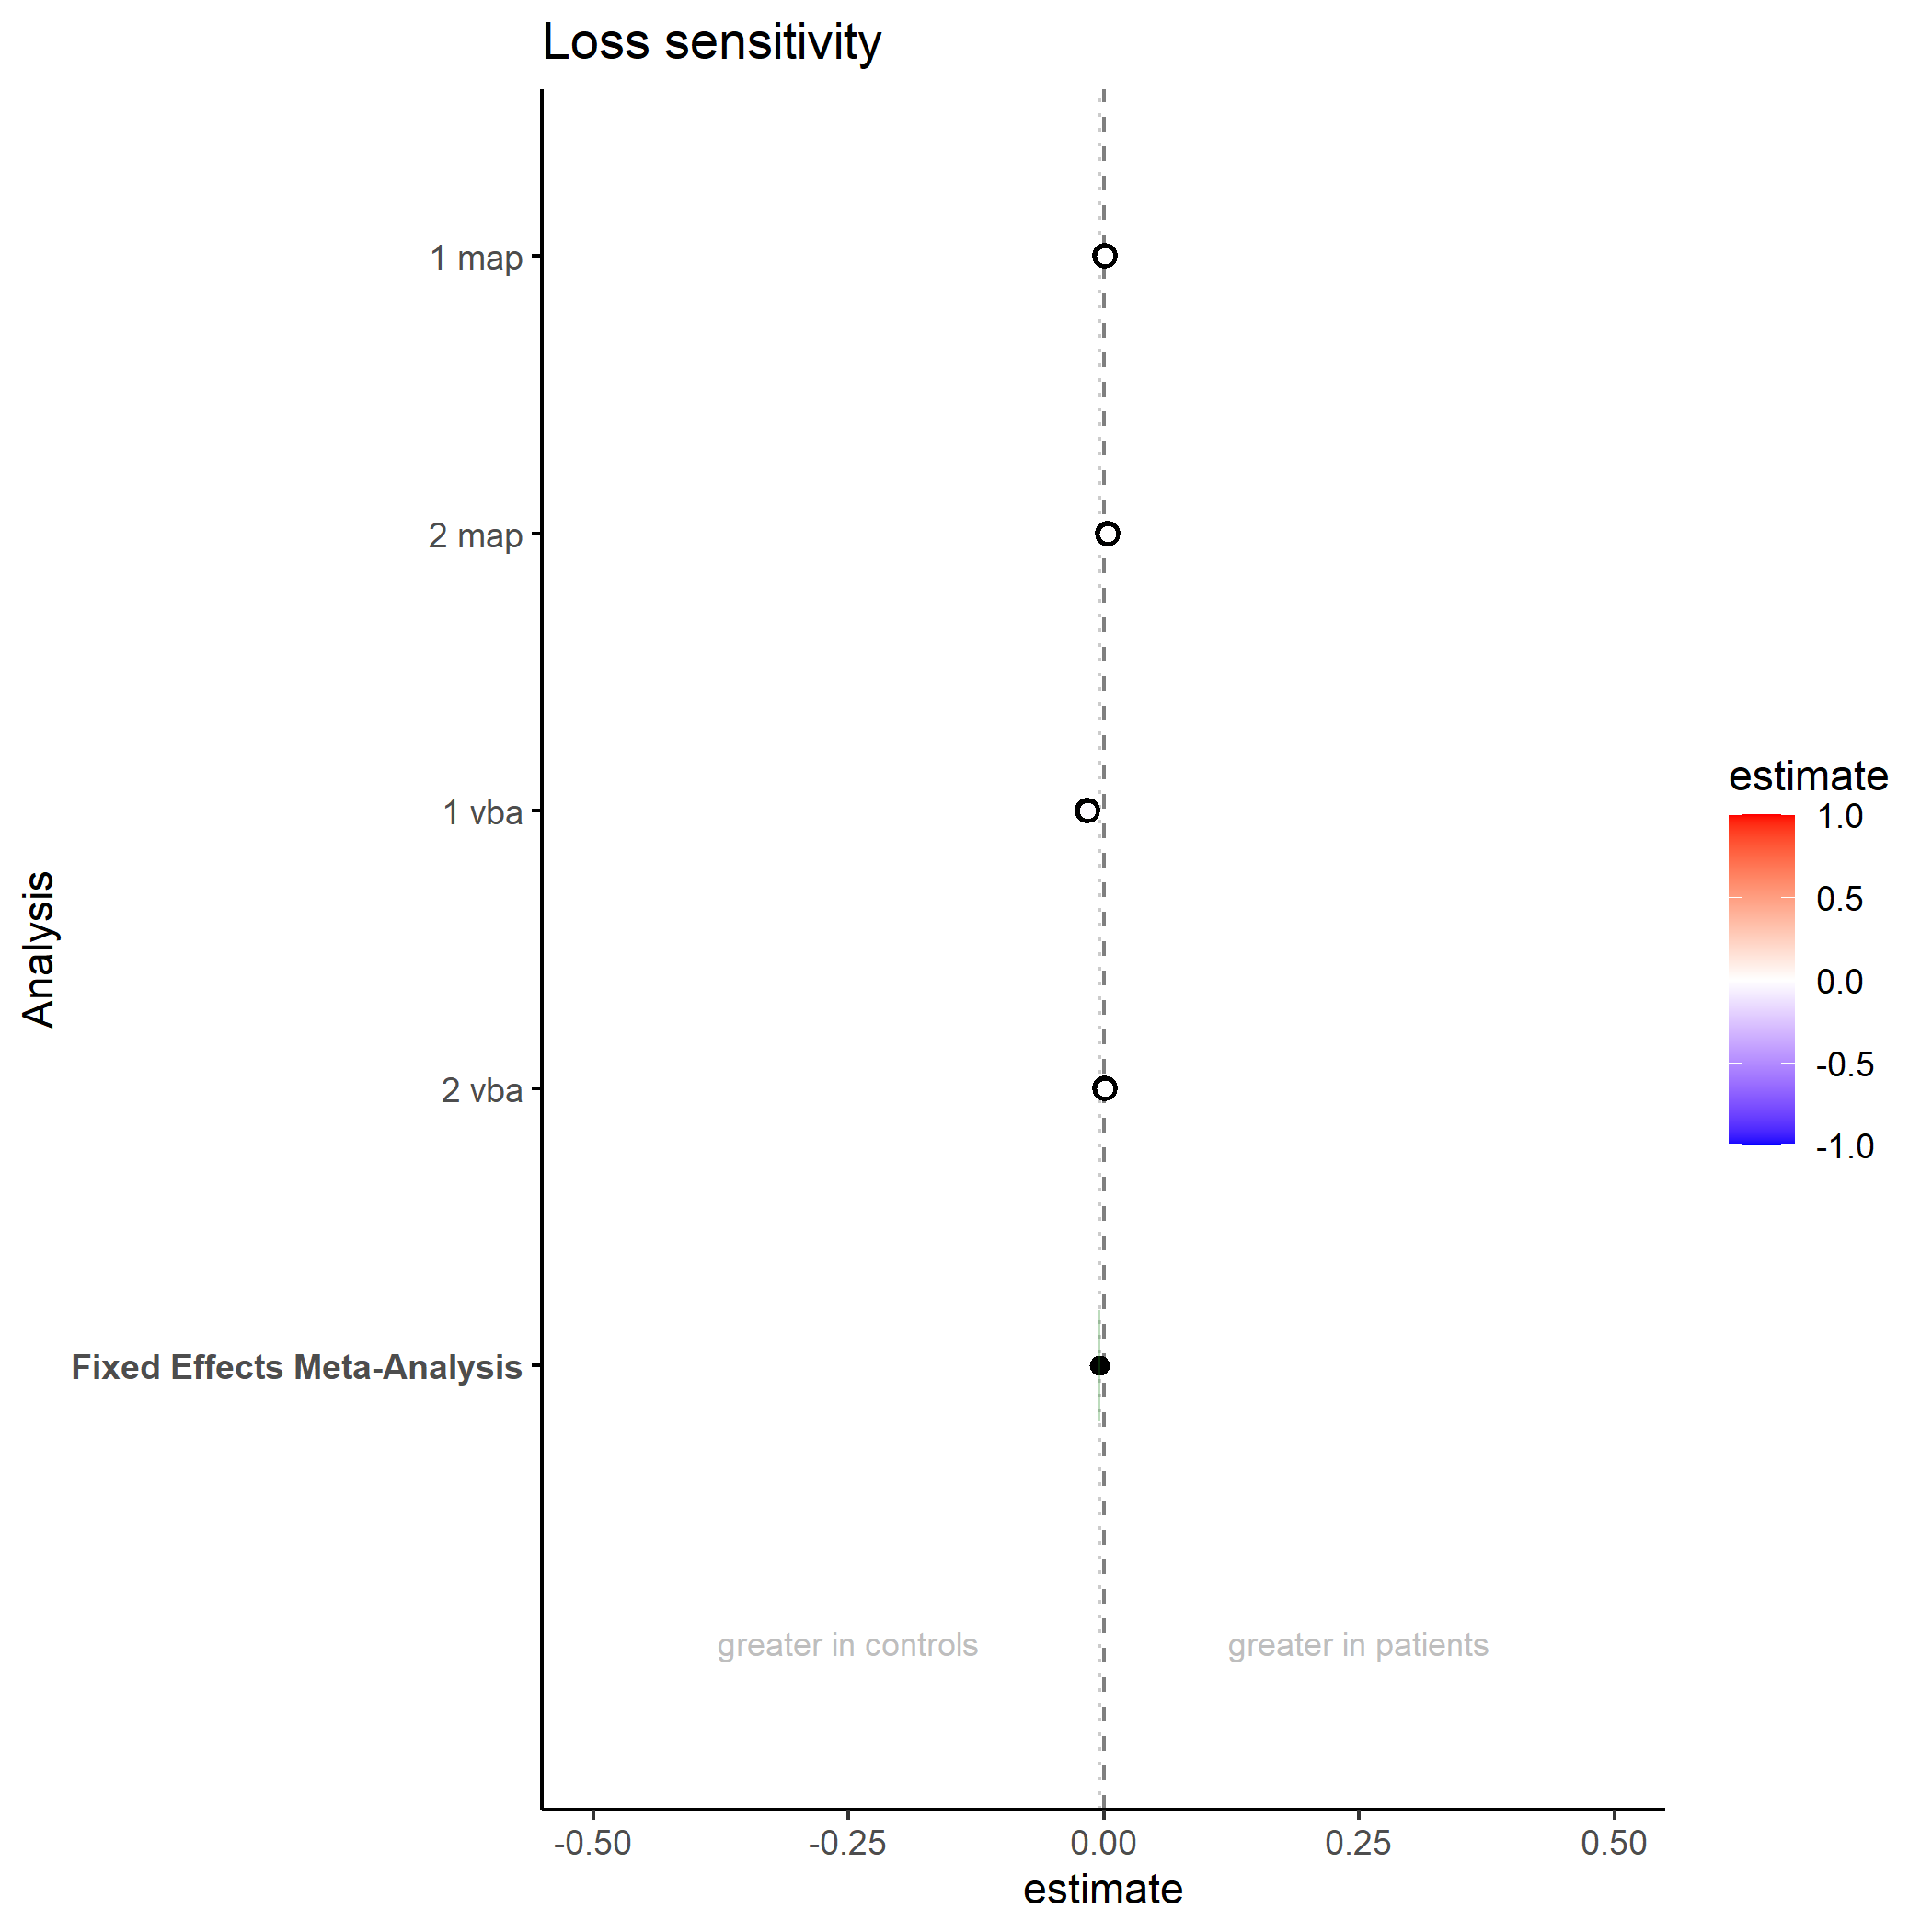 Loss sensitivity
1 map
2 map
1 vba
2 vba
Fixed Effects Meta-Analysis
Analysis
greater in controls
greater in patients
-0.50
-0.25
0.00
0.25
0.50
estimate
estimate
1.0
0.5
0.0
-0.5
-1.0